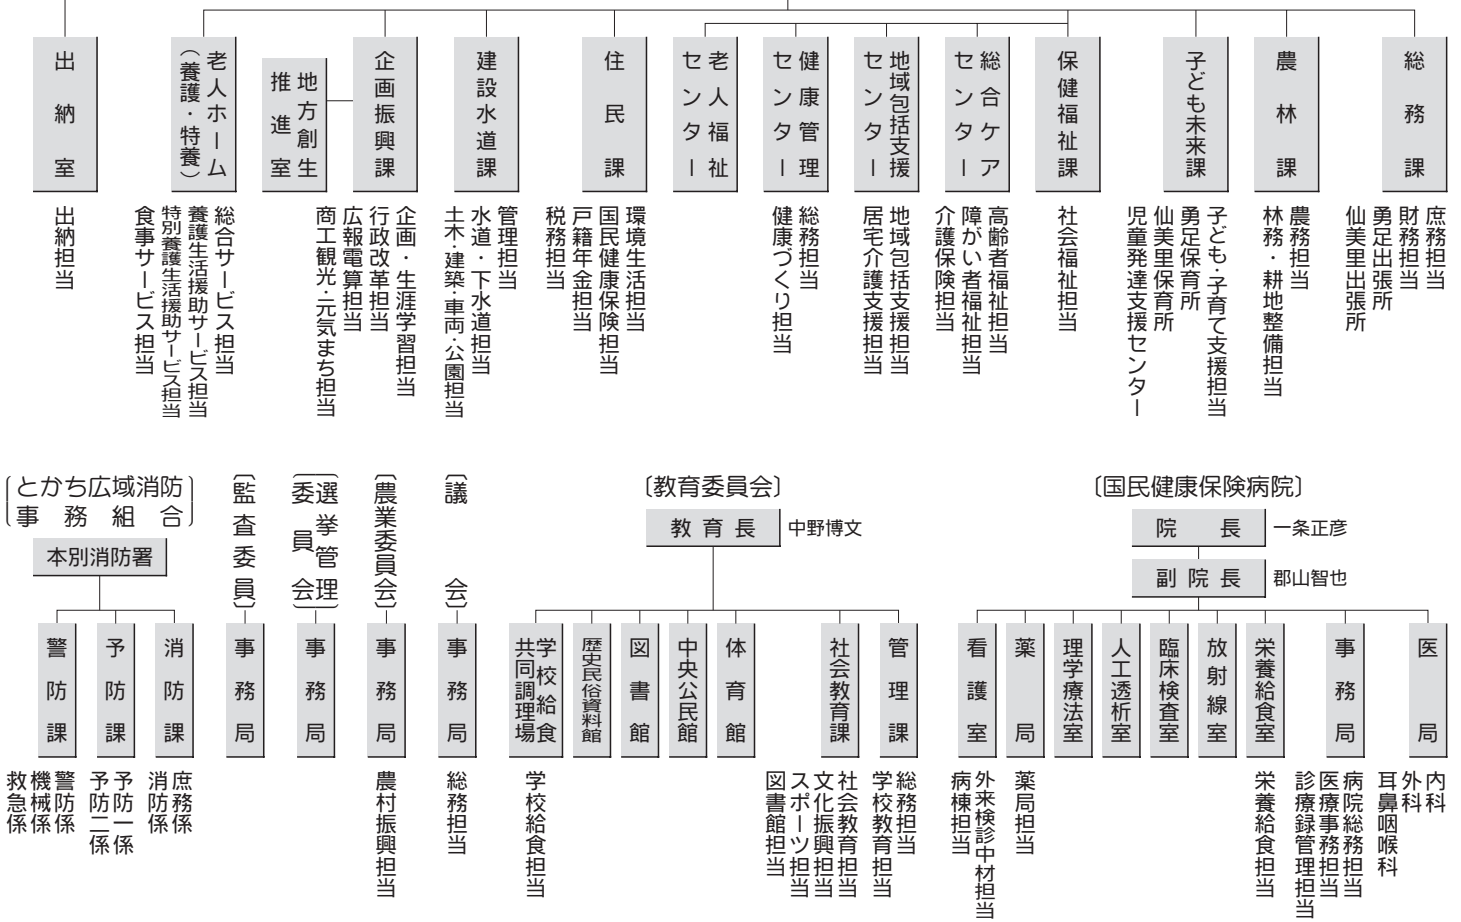 総務課
庶務担当
財務担当
勇足出張所
仙美里出張所
農林課
農務担当
林務・耕地整備担当
子ども未来課
子ども・子育て支援担当
勇足保育所
仙美里保育所
児童発達支援センター
保健福祉課
社会福祉担当
総合ケア
センター
高齢者福祉担当
障がい者福祉担当
介護保険担当
地域包括支援
センター
地域包括支援担当
居宅介護支援担当
健康管理
センター
総務担当
健康づくり担当
老人福祉
センター
住民課
環境生活担当
国民健康保険担当
戸籍年金担当
税務担当
建設水道課
管理担当
水道・下水道担当
土木・建築・車両・公園担当
企画振興課
企画・生涯学習担当
行政改革担当
広報電算担当
商工観光・元気まち担当
地方創生
推進室
老人ホーム
（養護・特養）
総合サービス担当
養護生活援助サービス担当
特別養護生活援助サービス担当
食事サービス担当
出納室
出納担当
〔国民健康保険病院〕
院長 一条正彦
副院長 郡山智也
医局
内科
外科
耳鼻咽喉科
事務局
病院総務担当
医療事務担当
診療録管理担当
栄養給食室
栄養給食担当
放射線室
臨床検査室
人工透析室
理学療法室
薬局
薬局担当
看護室
外来検診中材担当
病棟担当
〔教育委員会〕
教育長 中野博文
管理課
総務担当
学校教育担当
社会教育課
社会教育担当
文化振興担当
スポーツ担当
図書館担当
体育館
中央公民館
図書館
歴史民俗資料館
学校給食
共同調理場
学校給食担当
〔議会〕
事務局
総務担当
〔農業委員会〕
事務局
農村振興担当
〔選挙管理
委員会〕
事務局
〔監査委員〕
事務局
〔とかち広域消防
事務組合〕
本別消防署
消防課
庶務係
消防係
予防課
予防一係
予防二係
警防課
警防係
機械係
救急係